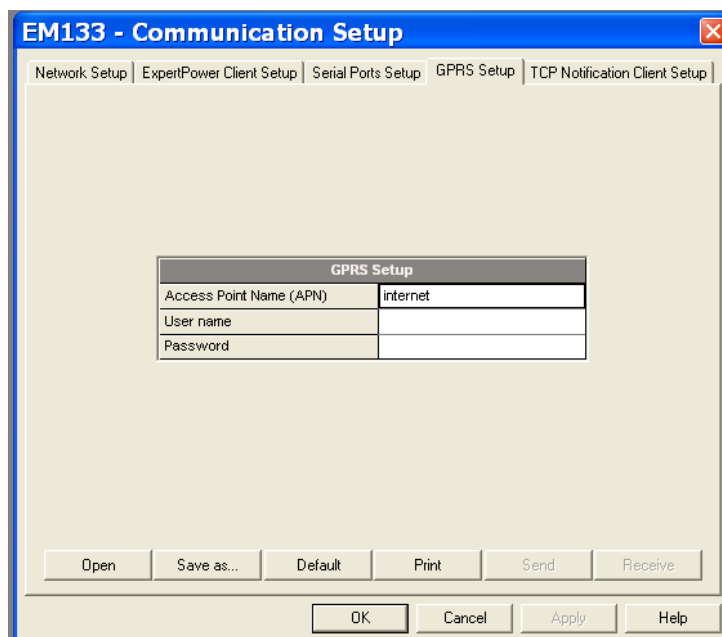 EM133 - Communication Setup
Network Setup ExpertPower Client Setup Serial Ports Setup GPRS Setup TCP Notification Client Setup
GPRS Setup
Access Point Name (APN) internet
User name
Password
Open Save as... Default Print Send Receive
OK Cancel Apply Help